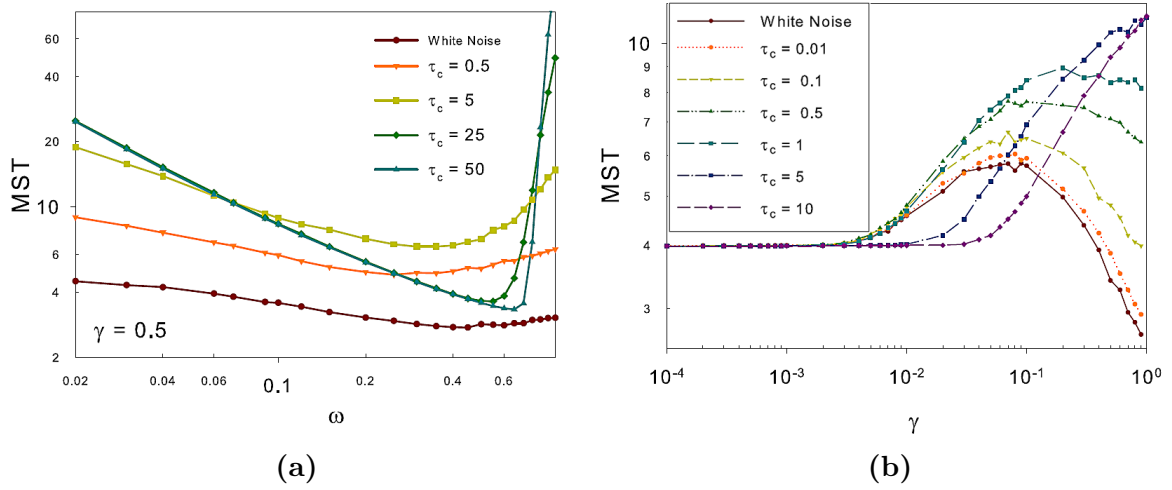 MST
60
40
20
10
6
4
2
White Noise
τc = 0.5
τc = 5
τc = 25
τc = 50
γ = 0.5
0.02
0.04
0.06
0.1
0.2
0.4
0.6
ω
(a)
MST
10
9
8
7
6
5
4
3
White Noise
τc = 0.01
τc = 0.1
τc = 0.5
τc = 1
τc = 5
τc = 10
10⁻⁴
10⁻³
10⁻²
10⁻¹
10⁰
γ
(b)